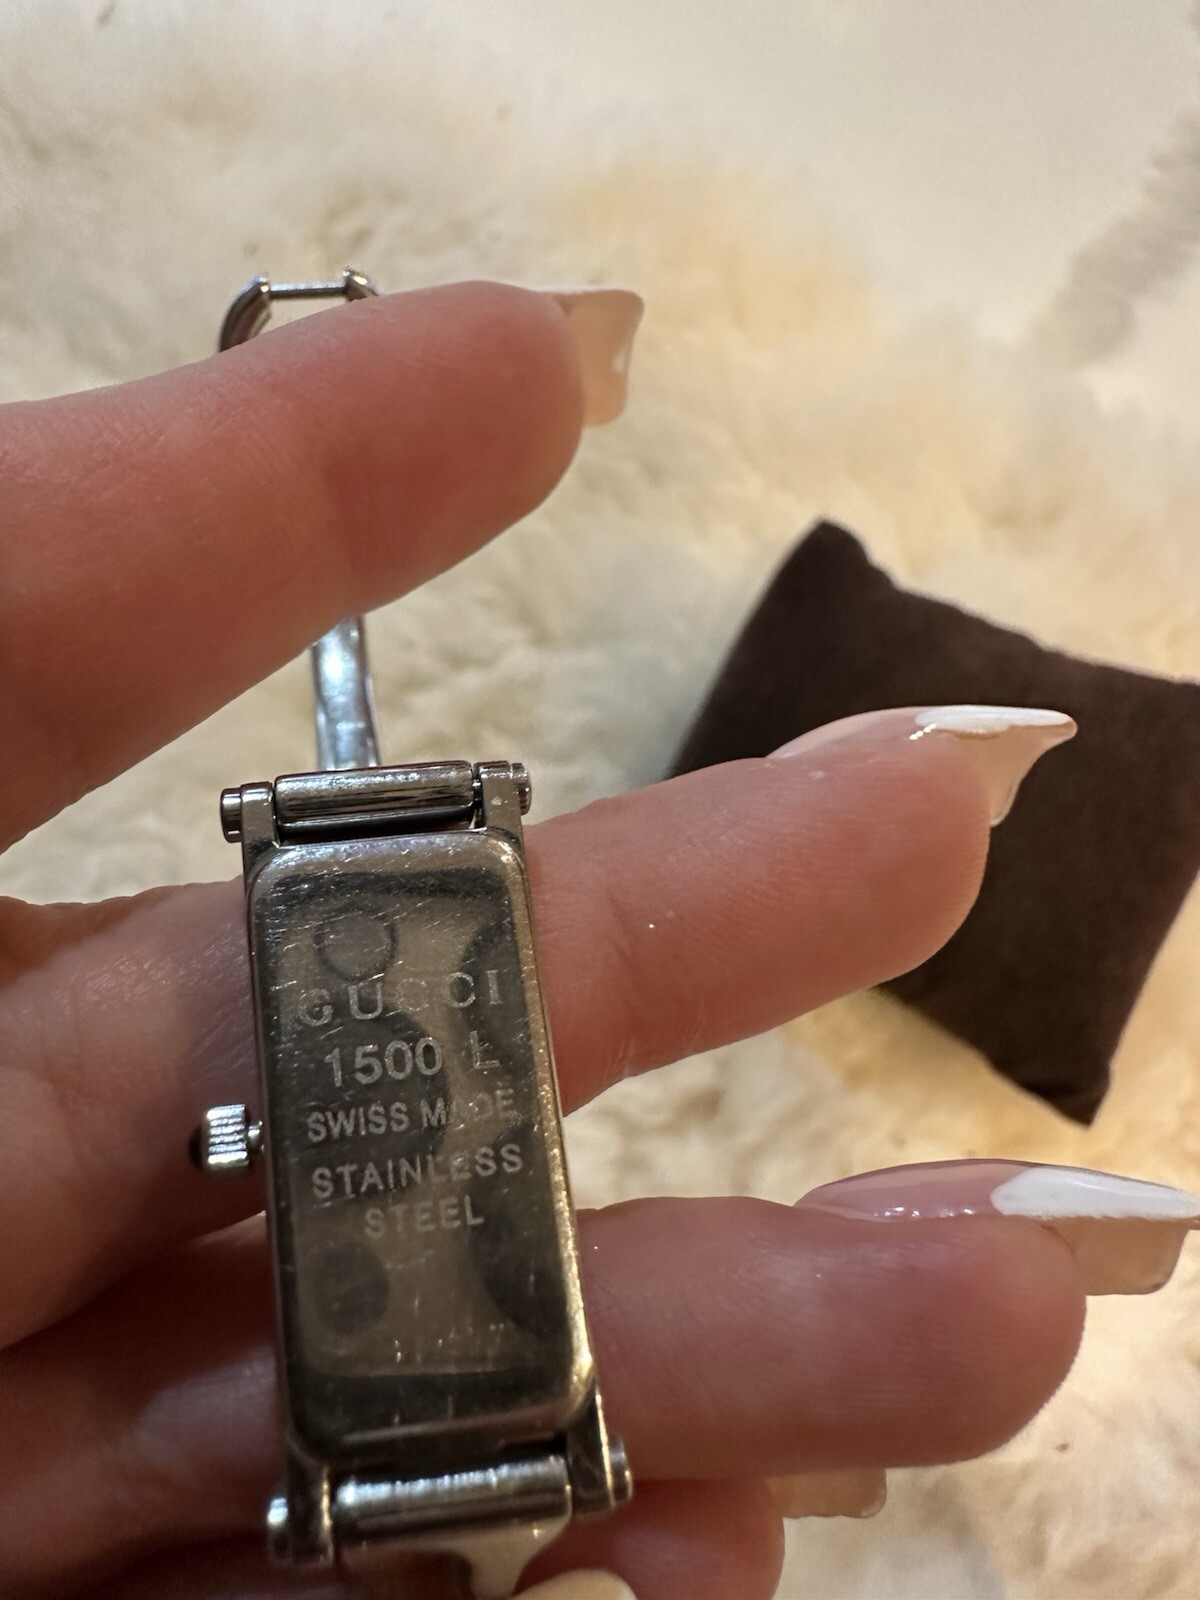 GUCCI
1500 L
SWISS MADE
STAINLESS
STEEL